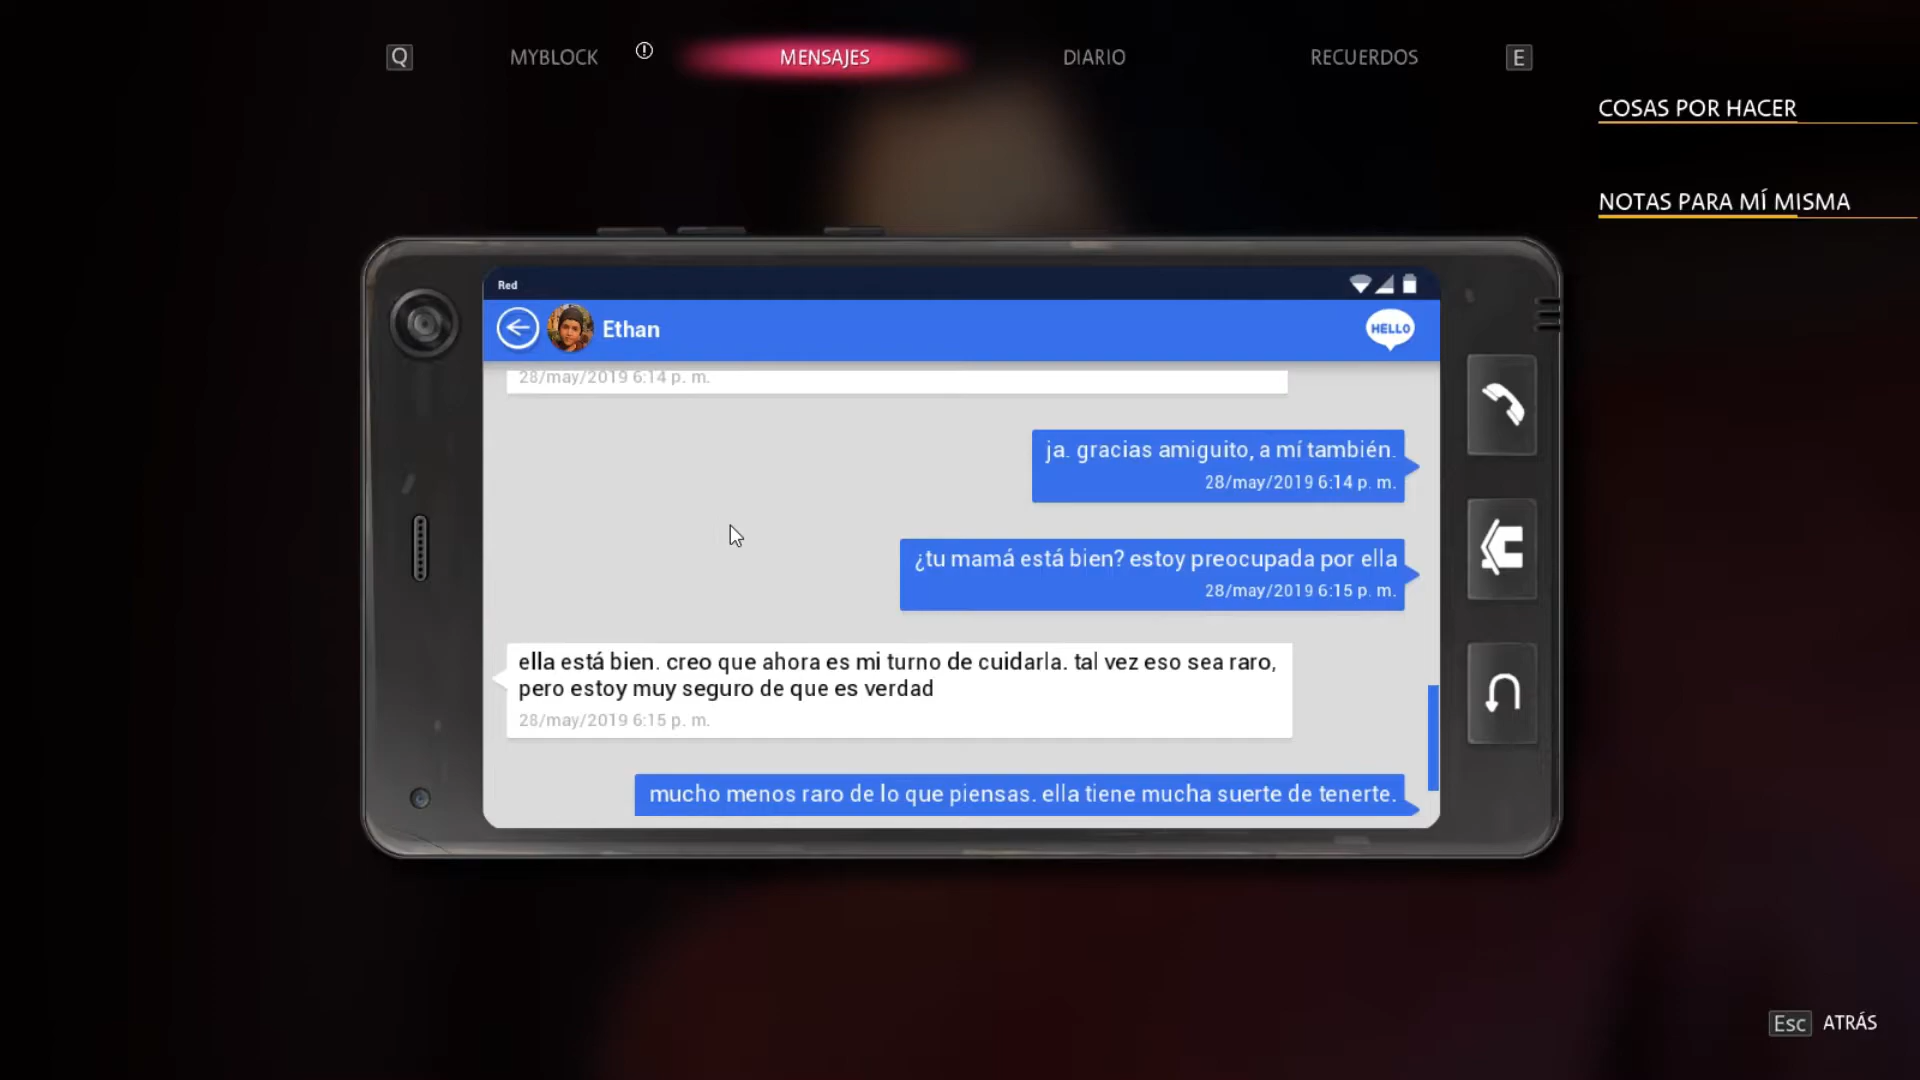 Q
MYBLOCK
MENSAJES
DIARIO
RECUERDOS
E
COSAS POR HACER
NOTAS PARA MÍ MISMA
Red
Ethan
HELLO
28/may/2019 6:14 p. m.
ja. gracias amiguito, a mí también.
28/may/2019 6:14 p. m.
¿tu mamá está bien? estoy preocupada por ella
28/may/2019 6:15 p. m.
ella está bien. creo que ahora es mi turno de cuidarla. tal vez eso sea raro,
pero estoy muy seguro de que es verdad
28/may/2019 6:15 p. m.
mucho menos raro de lo que piensas. ella tiene mucha suerte de tenerte.
Esc ATRÁS